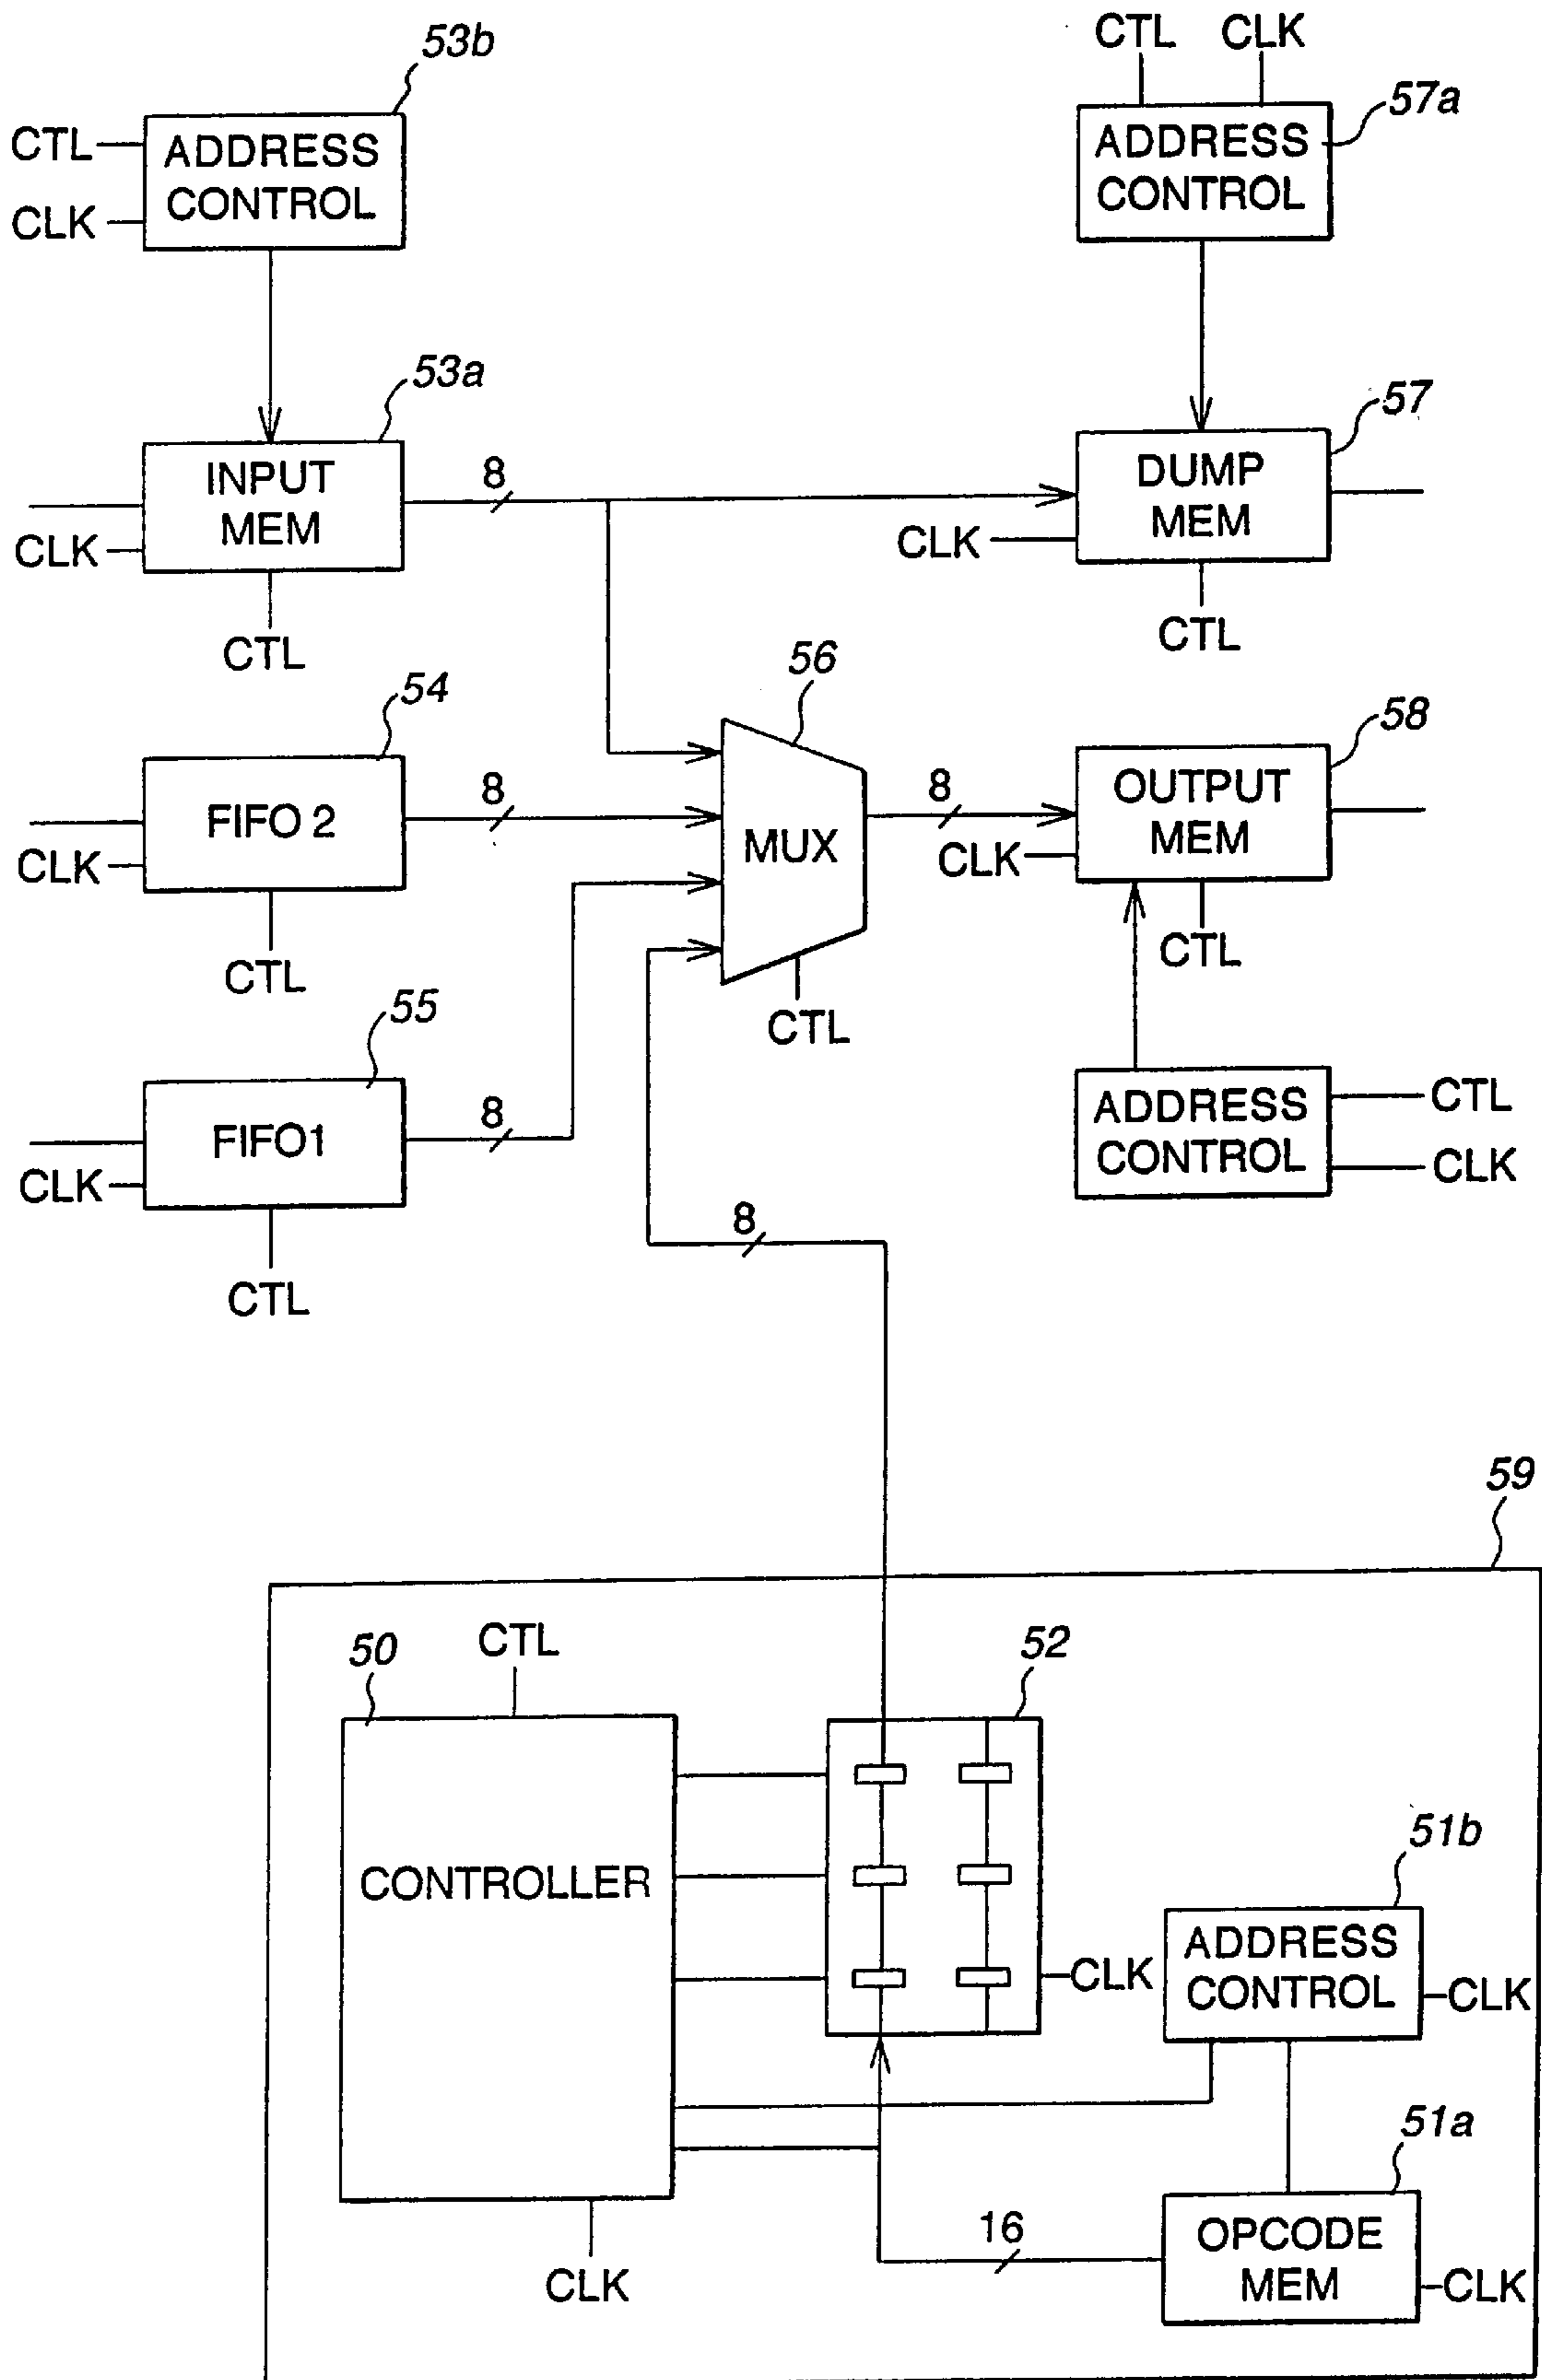 53b
CTL
ADDRESS
CONTROL
CLK
CTL CLK
57a
ADDRESS
CONTROL
53a
INPUT
MEM
CLK
CTL
8
57
DUMP
MEM
CLK
CTL
54
FIFO 2
CLK
CTL
8
56
MUX
CTL
8
58
OUTPUT
MEM
CLK
CTL
55
FIFO1
CLK
CTL
8
ADDRESS
CONTROL
CTL
CLK
8
59
50
CTL
CONTROLLER
CLK
52
CLK
51b
ADDRESS
CONTROL
CLK
51a
16
OPCODE
MEM
CLK